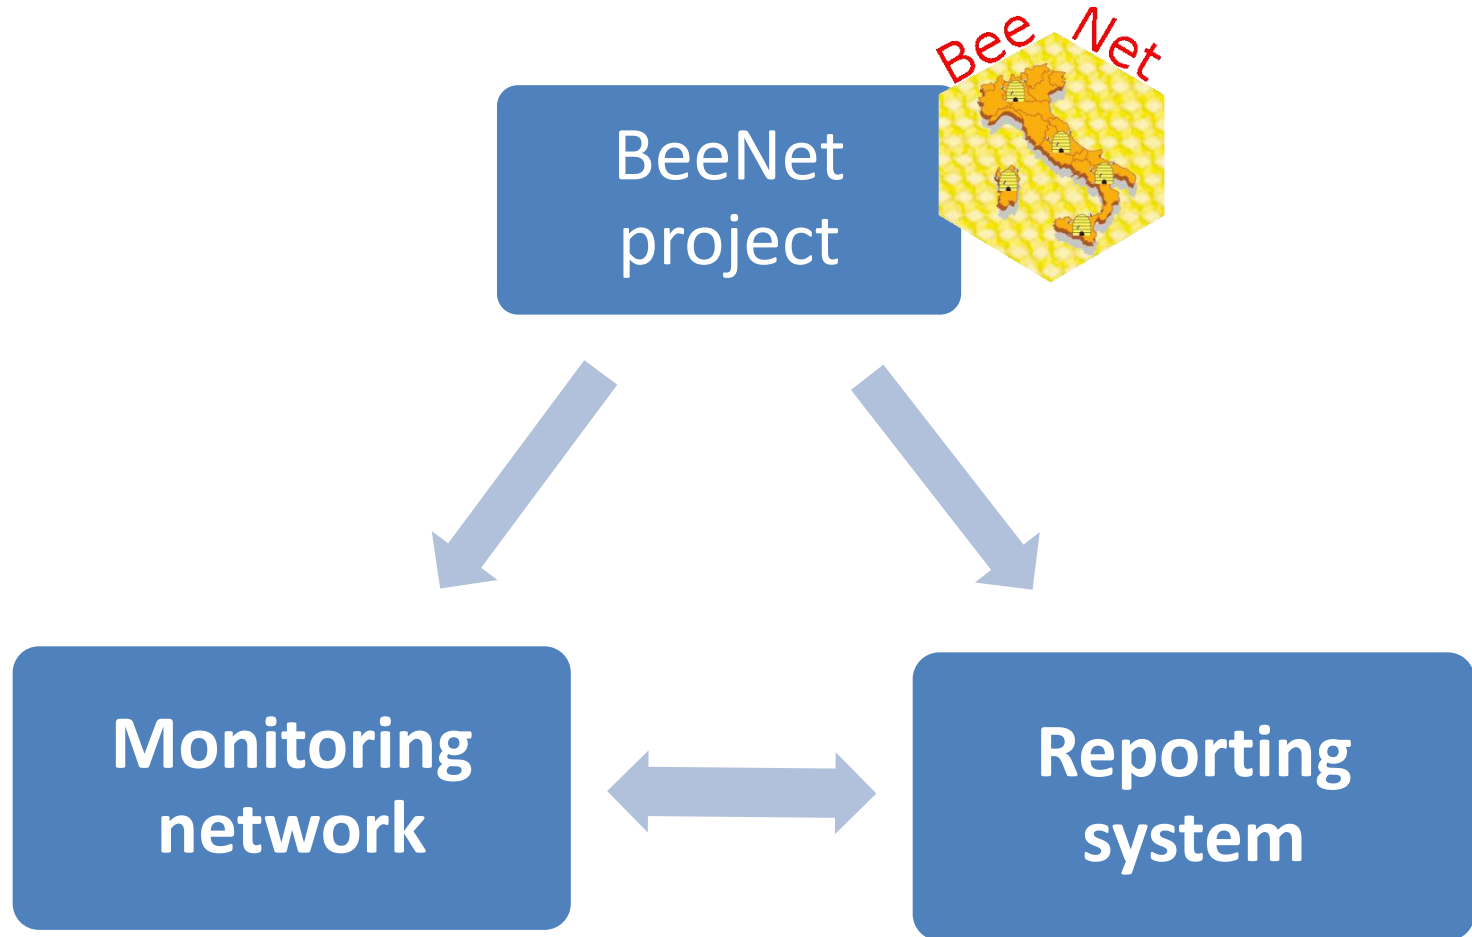 Bee Net
BeeNet
project
Monitoring
network
Reporting
system